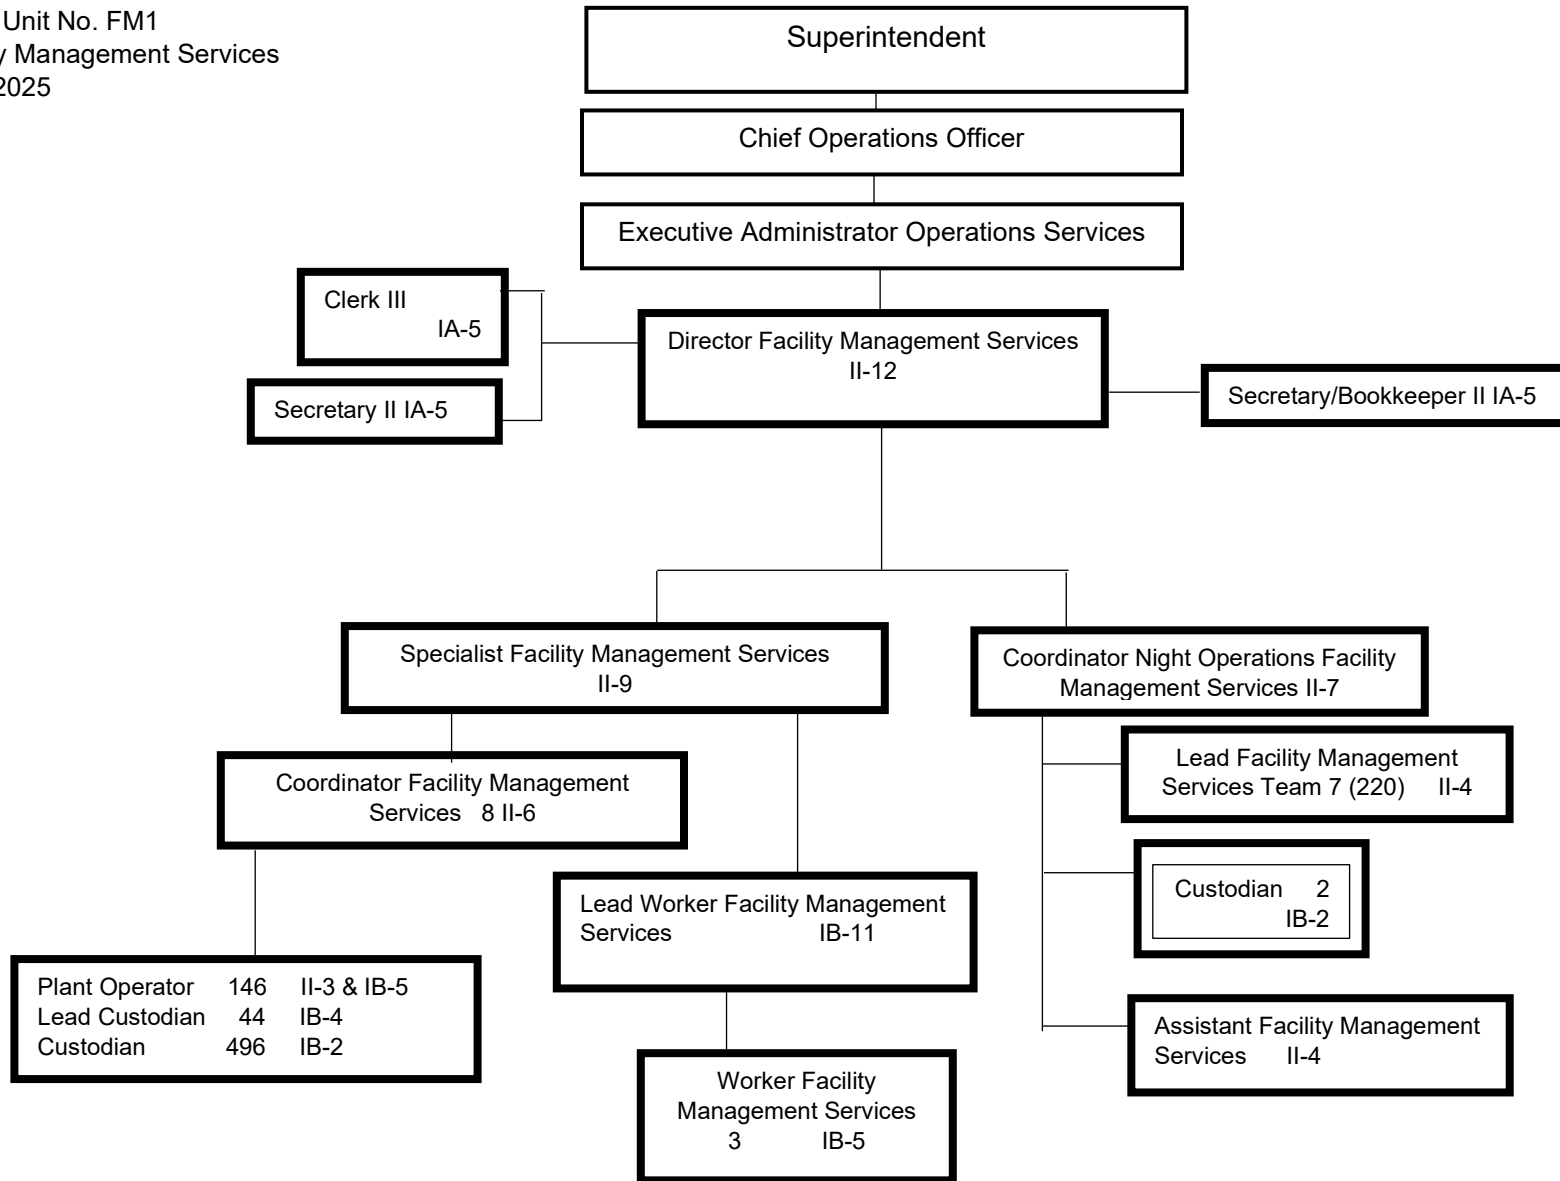 Unit No. FM1
Management Services
2025
Superintendent
Chief Operations Officer
Executive Administrator Operations Services
Clerk III
IA-5
Secretary II IA-5
Director Facility Management Services
II-12
Secretary/Bookkeeper II IA-5
Specialist Facility Management Services
II-9
Coordinator Night Operations Facility
Management Services II-7
Coordinator Facility Management
Services 8 II-6
Lead Facility Management
Services Team 7 (220) II-4
Custodian 2
IB-2
Lead Worker Facility Management
Services IB-11
Plant Operator 146 II-3 & IB-5
Lead Custodian 44 IB-4
Custodian 496 IB-2
Assistant Facility Management
Services II-4
Worker Facility
Management Services
3 IB-5